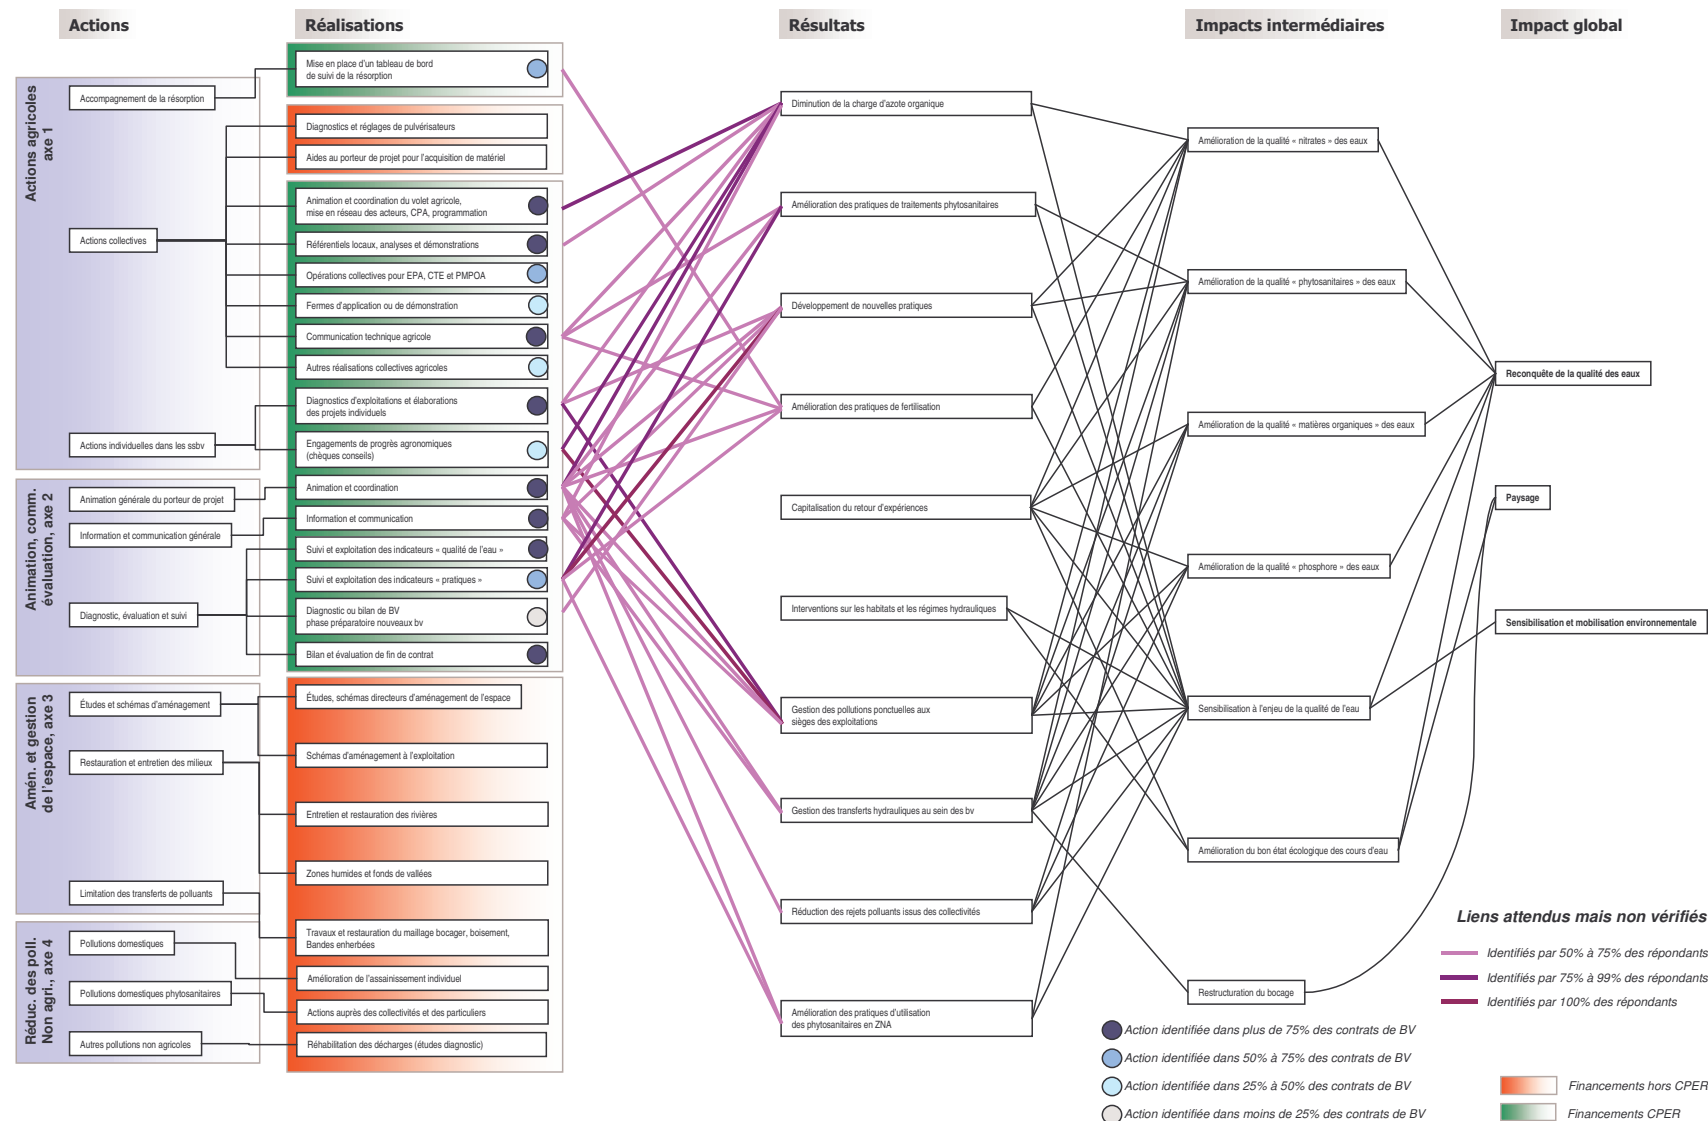 Actions
Réalisations
Résultats
Impacts intermédiaires
Impact global
Actions agricoles
axe 1
Accompagnement de la résorption
Actions collectives
Actions individuelles dans les ssbv
Animation, comm.
évaluation, axe 2
Animation générale du porteur de projet
Information et communication générale
Diagnostic, évaluation et suivi
Amén. et gestion
de l'espace, axe 3
Études et schémas d'aménagement
Restauration et entretien des milieux
Limitation des transferts de polluants
Réduc. des poll.
Non agri., axe 4
Pollutions domestiques
Pollutions domestiques phytosanitaires
Autres pollutions non agricoles
Mise en place d'un tableau de bord
de suivi de la résorption
Diagnostics et réglages de pulvérisateurs
Aides au porteur de projet pour l'acquisition de matériel
Animation et coordination du volet agricole,
mise en réseau des acteurs, CPA, programmation
Référentiels locaux, analyses et démonstrations
Opérations collectives pour EPA, CTE et PMPOA
Fermes d'application ou de démonstration
Communication technique agricole
Autres réalisations collectives agricoles
Diagnostics d'exploitations et élaborations
des projets individuels
Engagements de progrès agronomiques
(chèques conseils)
Animation et coordination
Information et communication
Suivi et exploitation des indicateurs « qualité de l'eau »
Suivi et exploitation des indicateurs « pratiques »
Diagnostic ou bilan de BV
phase préparatoire nouveaux bv
Bilan et évaluation de fin de contrat
Études, schémas directeurs d'aménagement de l'espace
Schémas d'aménagement à l'exploitation
Entretien et restauration des rivières
Zones humides et fonds de vallées
Travaux et restauration du maillage bocager, boisement,
Bandes enherbées
Amélioration de l'assainissement individuel
Actions auprès des collectivités et des particuliers
Réhabilitation des décharges (études diagnostic)
Diminution de la charge d'azote organique
Amélioration des pratiques de traitements phytosanitaires
Développement de nouvelles pratiques
Amélioration des pratiques de fertilisation
Capitalisation du retour d'expériences
Interventions sur les habitats et les régimes hydrauliques
Gestion des pollutions ponctuelles aux
sièges des exploitations
Gestion des transferts hydrauliques au sein des bv
Réduction des rejets polluants issus des collectivités
Amélioration des pratiques d'utilisation
des phytosanitaires en ZNA
Amélioration de la qualité « nitrates » des eaux
Amélioration de la qualité « phytosanitaires » des eaux
Amélioration de la qualité « matières organiques » des eaux
Amélioration de la qualité « phosphore » des eaux
Sensibilisation à l'enjeu de la qualité de l'eau
Amélioration du bon état écologique des cours d'eau
Restructuration du bocage
Reconquête de la qualité des eaux
Paysage
Sensibilisation et mobilisation environnementale
Liens attendus mais non vérifiés
Identifiés par 50% à 75% des répondants
Identifiés par 75% à 99% des répondants
Identifiés par 100% des répondants
Action identifiée dans plus de 75% des contrats de BV
Action identifiée dans 50% à 75% des contrats de BV
Action identifiée dans 25% à 50% des contrats de BV
Action identifiée dans moins de 25% des contrats de BV
Financements hors CPER
Financements CPER